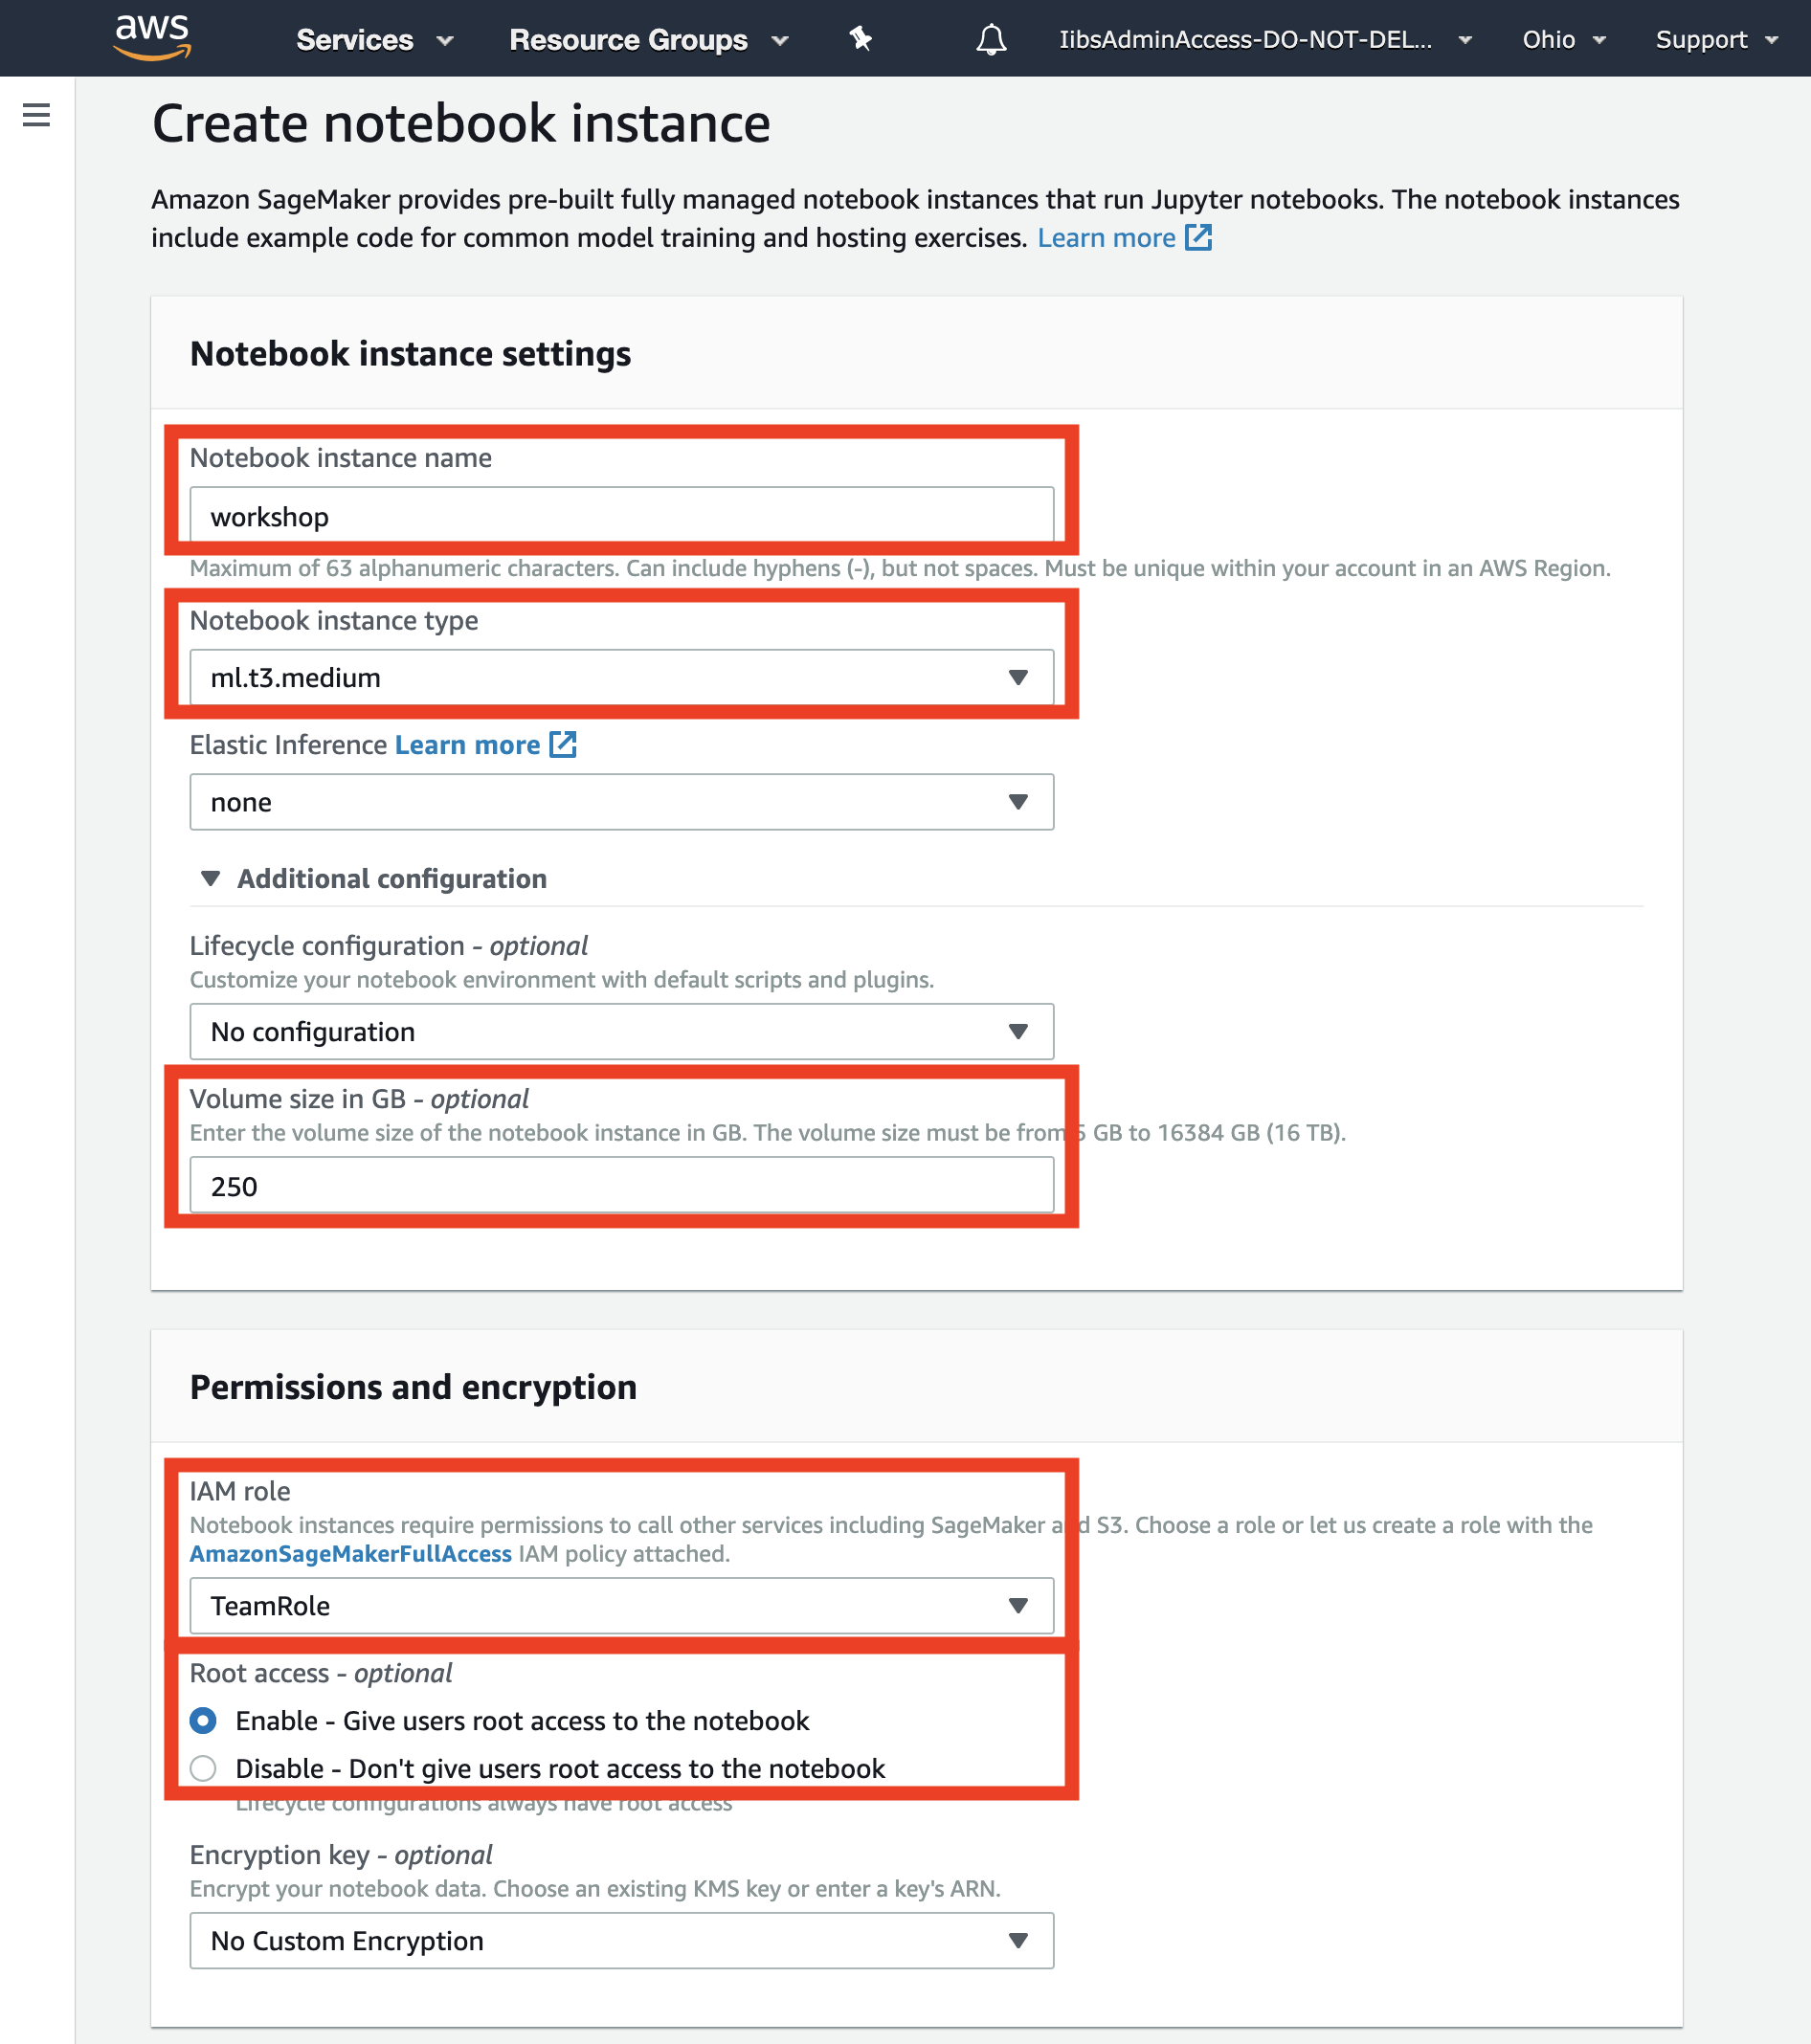 aws
Services
Resource Groups
IibsAdminAccess-DO-NOT-DEL...
Ohio
Support
Create notebook instance
Amazon SageMaker provides pre-built fully managed notebook instances that run Jupyter notebooks. The notebook instances
include example code for common model training and hosting exercises. Learn more
Notebook instance settings
Notebook instance name
workshop
Maximum of 63 alphanumeric characters. Can include hyphens (-), but not spaces. Must be unique within your account in an AWS Region.
Notebook instance type
ml.t3.medium
Elastic Inference Learn more
none
Additional configuration
Lifecycle configuration - optional
Customize your notebook environment with default scripts and plugins.
No configuration
Volume size in GB - optional
Enter the volume size of the notebook instance in GB. The volume size must be from 5 GB to 16384 GB (16 TB).
250
Permissions and encryption
IAM role
Notebook instances require permissions to call other services including SageMaker and S3. Choose a role or let us create a role with the
AmazonSageMakerFullAccess IAM policy attached.
TeamRole
Root access - optional
Enable - Give users root access to the notebook
Disable - Don't give users root access to the notebook
Lifecycle configurations always have root access
Encryption key - optional
Encrypt your notebook data. Choose an existing KMS key or enter a key's ARN.
No Custom Encryption